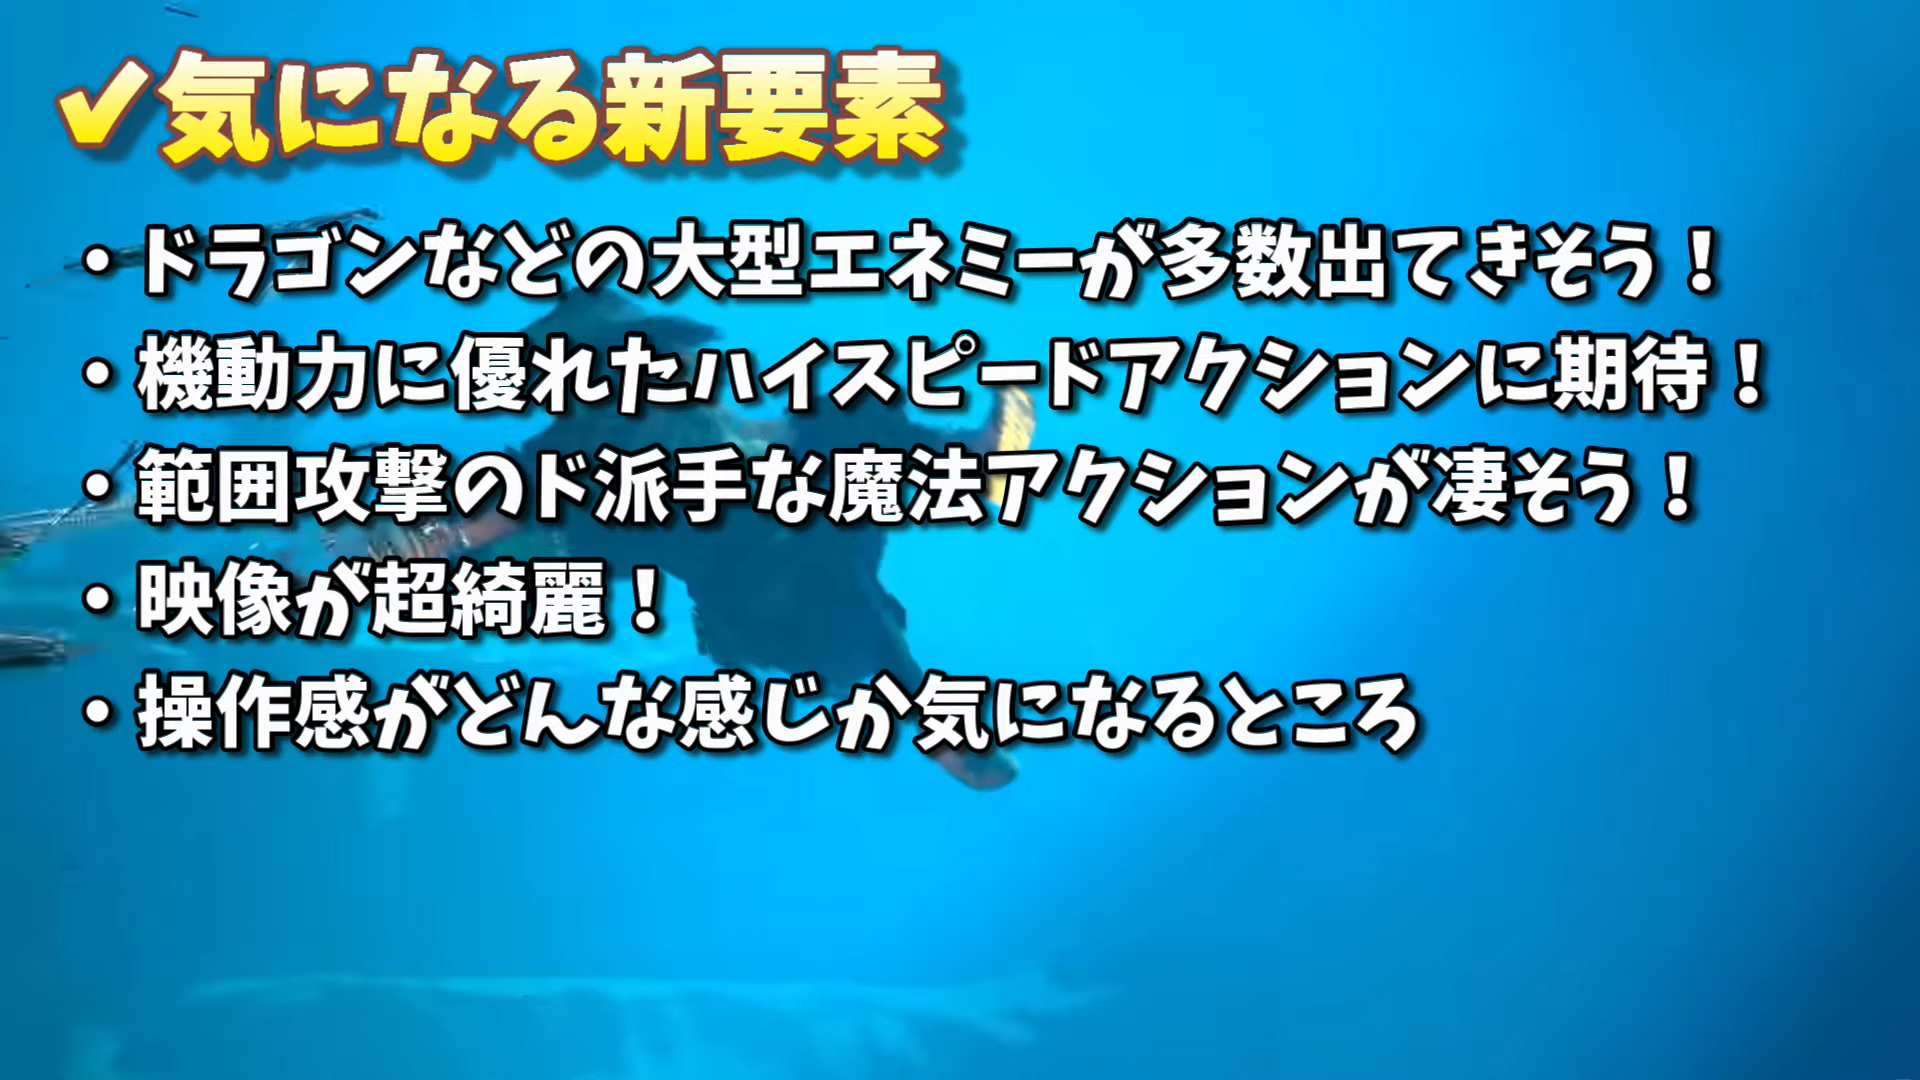 ✓気になる新要素
・ドラゴンなどの大型エネミーが多数出てきそう！
・機動力に優れたハイスピードアクションに期待！
・範囲攻撃のド派手な魔法アクションが凄そう！
・映像が超綺麗！
・操作感がどんな感じか気になるところ